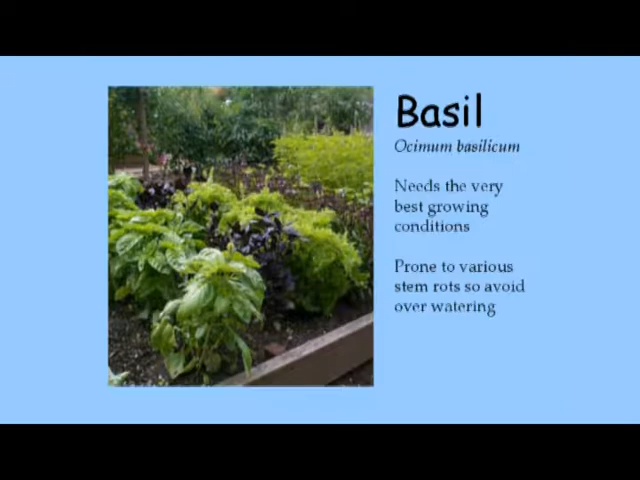 Basil
Ocimum basilicum
Needs the very
best growing
conditions
Prone to various
stem rots so avoid
over watering